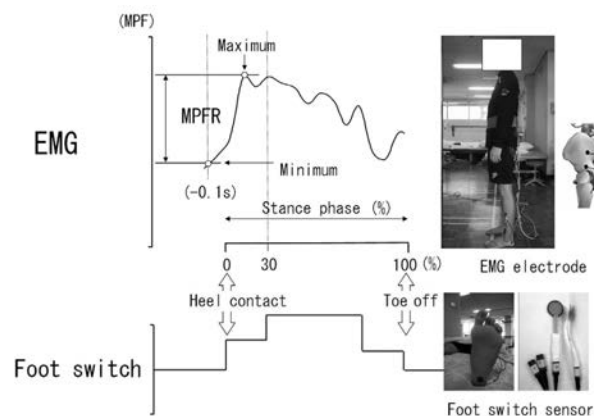 (MPF)
Maximum
MPFR
EMG
Minimum
(-0.1s)
Stance phase (%)
0 30 100 (%)
EMG electrode
Heel contact Toe off
Foot switch
Foot switch sensor